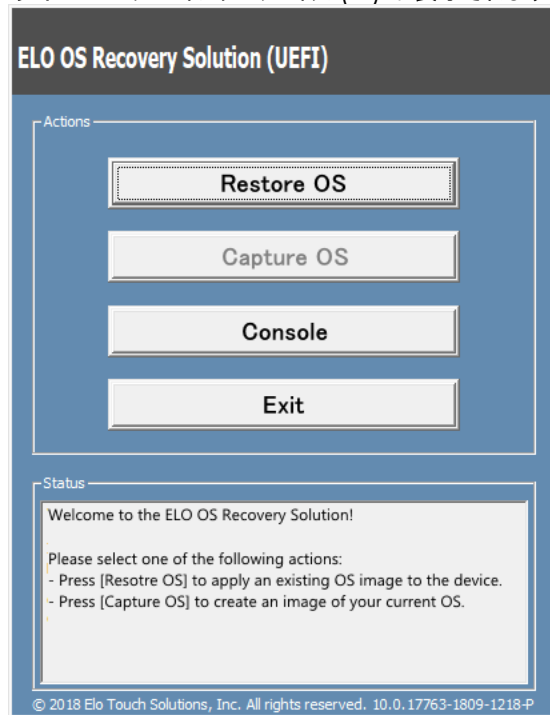 ELO OS Recovery Solution (UEFI)
Actions
Restore OS
Capture OS
Console
Exit
Status
Welcome to the ELO OS Recovery Solution!
Please select one of the following actions:
- Press [Resotre OS] to apply an existing OS image to the device.
- Press [Capture OS] to create an image of your current OS.
© 2018 Elo Touch Solutions, Inc. All rights reserved. 10.0.17763-1809-1218-P